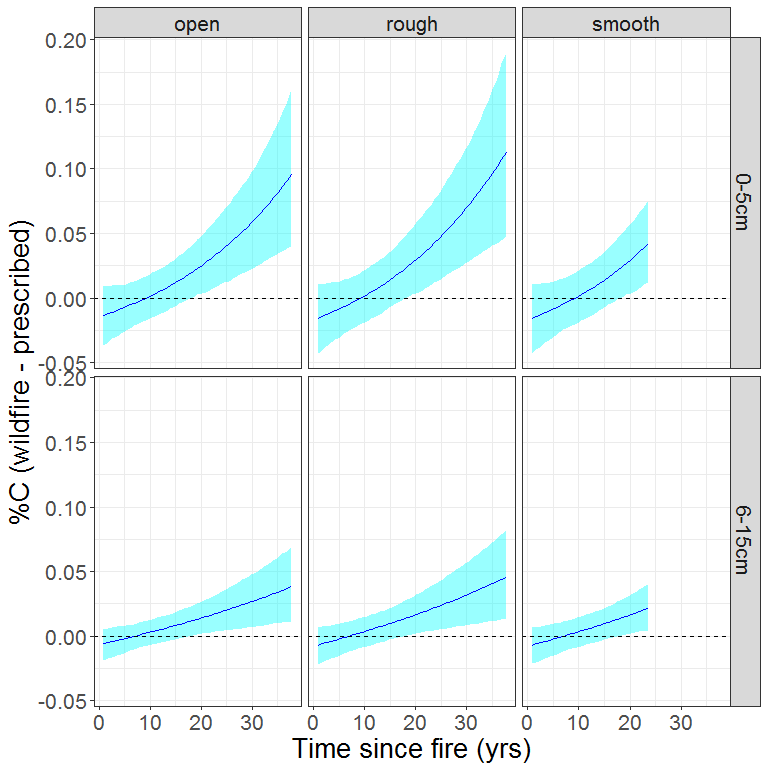 open rough smooth
0.20
0.15
0.10
0.05
0.00
-0.05
0-5cm
0.20
0.15
0.10
0.05
0.00
-0.05
6-15cm
%C (wildfire - prescribed)
0 10 20 30 0 10 20 30 0 10 20 30
Time since fire (yrs)